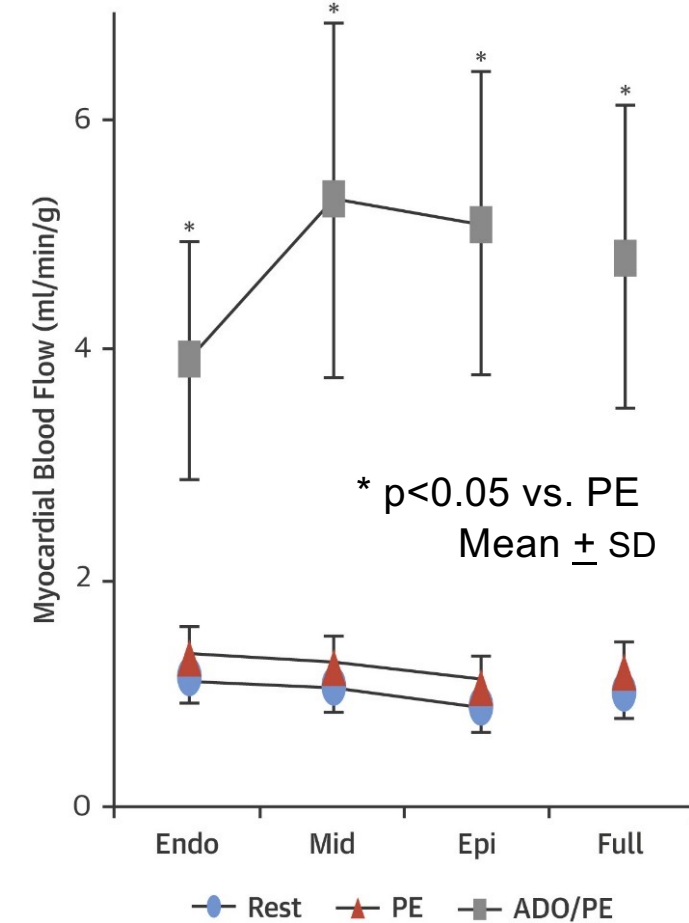 *
*
6
*
*
Myocardial Blood Flow (ml/min/g)
4
* p<0.05 vs. PE
Mean ± SD
2
0
Endo Mid Epi Full
Rest PE ADO/PE